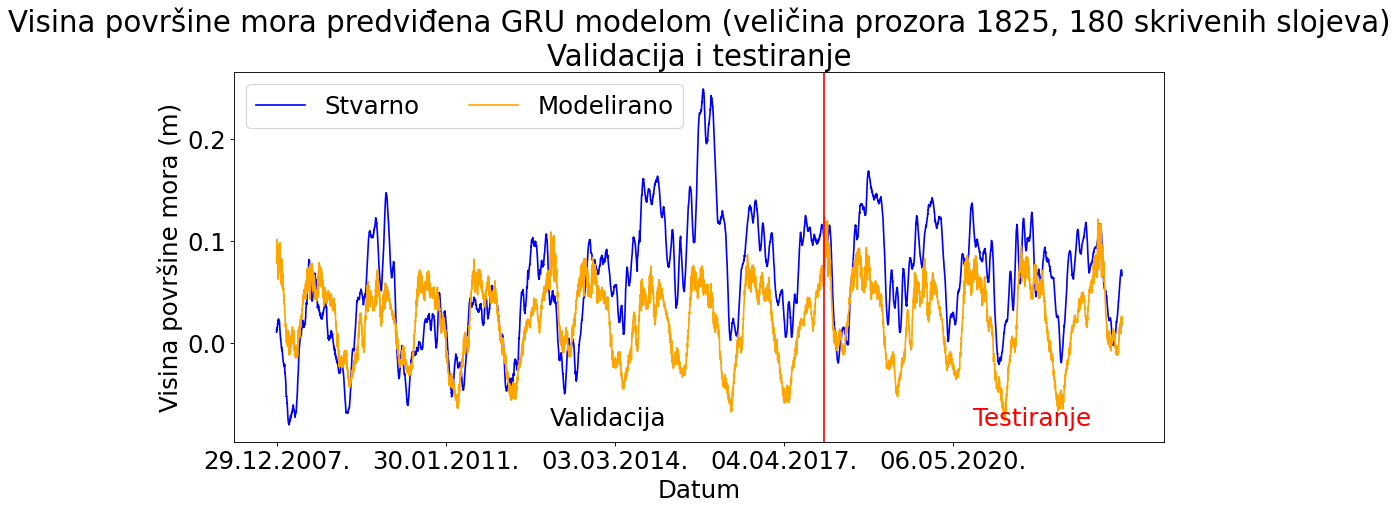 Visina površine mora predviđena GRU modelom (veličina prozora 1825, 180 skrivenih slojeva)
Validacija i testiranje
Stvarno
Modelirano
Visina površine mora (m)
0.2
0.1
0.0
Validacija
Testiranje
29.12.2007.
30.01.2011.
03.03.2014.
04.04.2017.
06.05.2020.
Datum